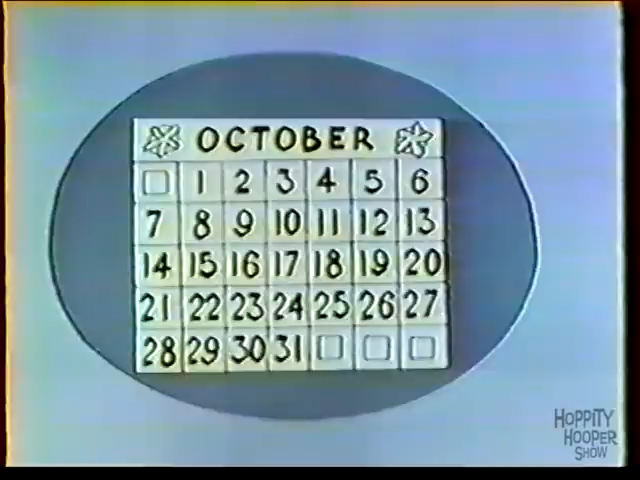 OCTOBER
1 2 3 4 5 6
7 8 9 10 11 12 13
14 15 16 17 18 19 20
21 22 23 24 25 26 27
28 29 30 31
HOPPITY
HOOPER
SHOW